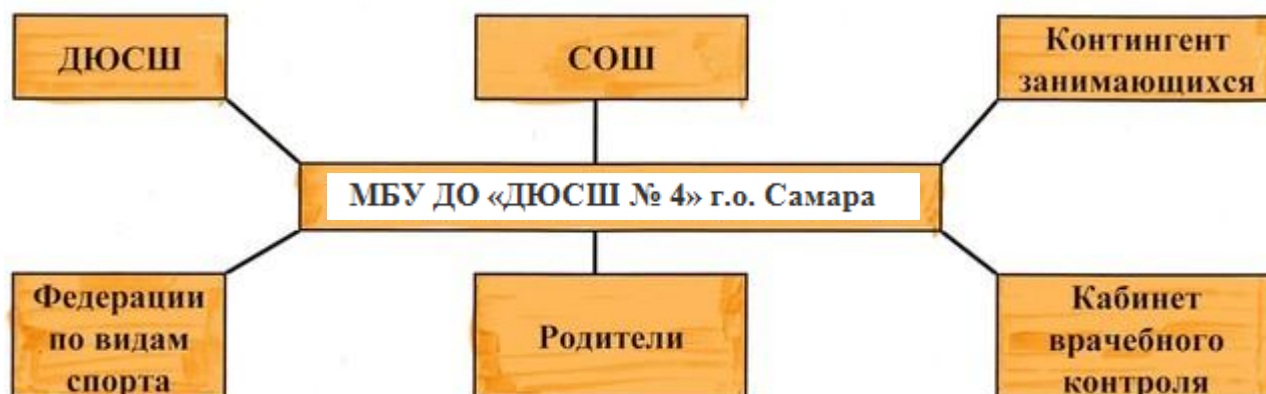 ДЮСШ
СОШ
Контингент
занимающихся
МБУ ДО «ДЮСШ № 4» г.о. Самара
Федерации
по видам
спорта
Родители
Кабинет
врачебного
контроля